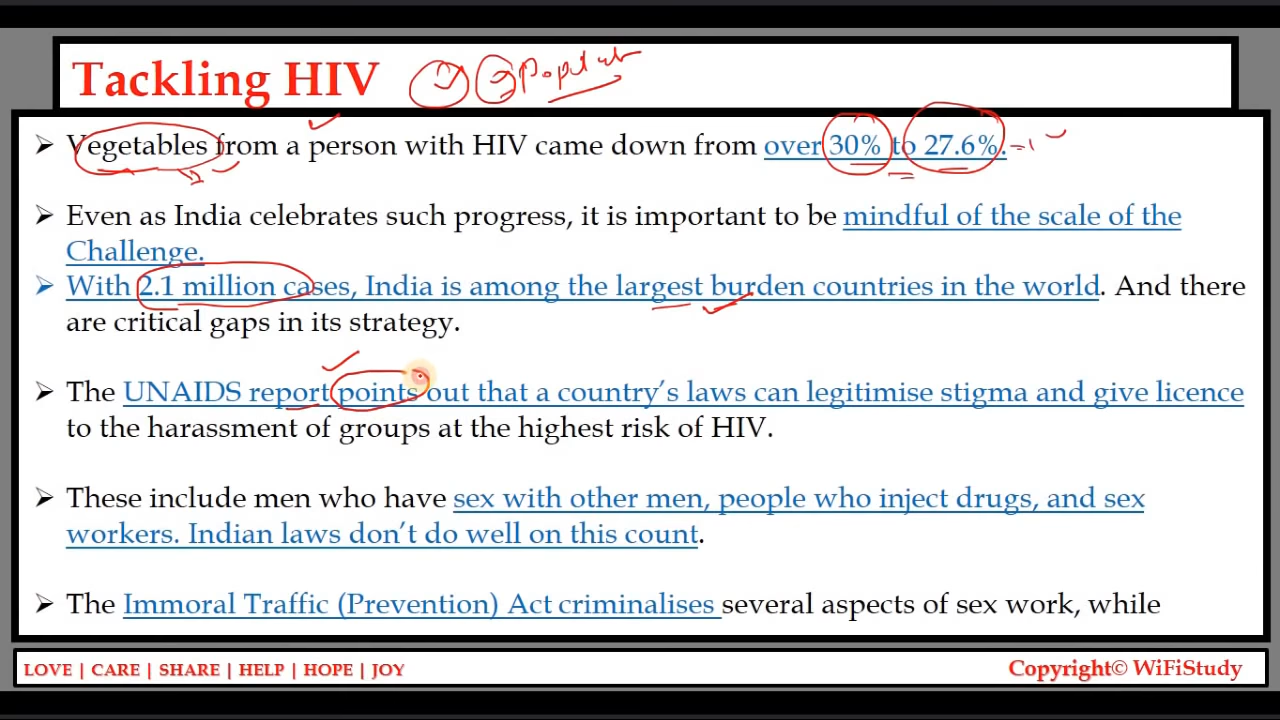 Tackling HIV
➤ Vegetables from a person with HIV came down from over 30% to 27.6%.
➤ Even as India celebrates such progress, it is important to be mindful of the scale of the
Challenge.
➤ With 2.1 million cases, India is among the largest burden countries in the world. And there
are critical gaps in its strategy.
➤ The UNAIDS report points out that a country's laws can legitimise stigma and give licence
to the harassment of groups at the highest risk of HIV.
➤ These include men who have sex with other men, people who inject drugs, and sex
workers. Indian laws don't do well on this count.
➤ The Immoral Traffic (Prevention) Act criminalises several aspects of sex work, while
LOVE | CARE | SHARE | HELP | HOPE | JOY
Copyright© WiFiStudy